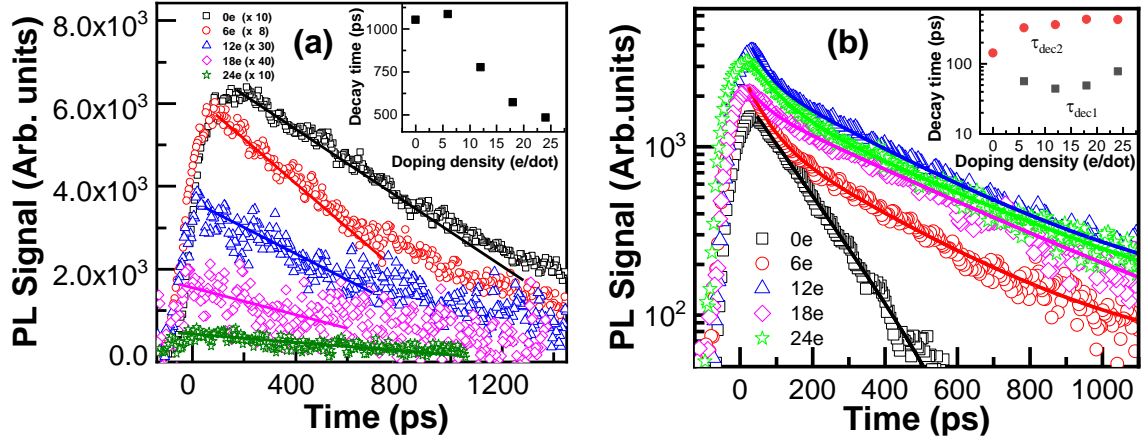 (a)
PL Signal (Arb. units)
8.0x10³
6.0x10³
4.0x10³
2.0x10³
0.0
0 400 800 1200
Time (ps)
0e (x 10)
6e (x 8)
12e (x 30)
18e (x 40)
24e (x 10)
Decay time (ps)
1000
750
500
0 5 10 15 20 25
Doping density (e/dot)
(b)
PL Signal (Arb.units)
10³
10²
0 200 400 600 800 1000
Time (ps)
0e
6e
12e
18e
24e
Decay time (ps)
100
10
τdec2
τdec1
0 5 10 15 20 25
Doping density (e/dot)